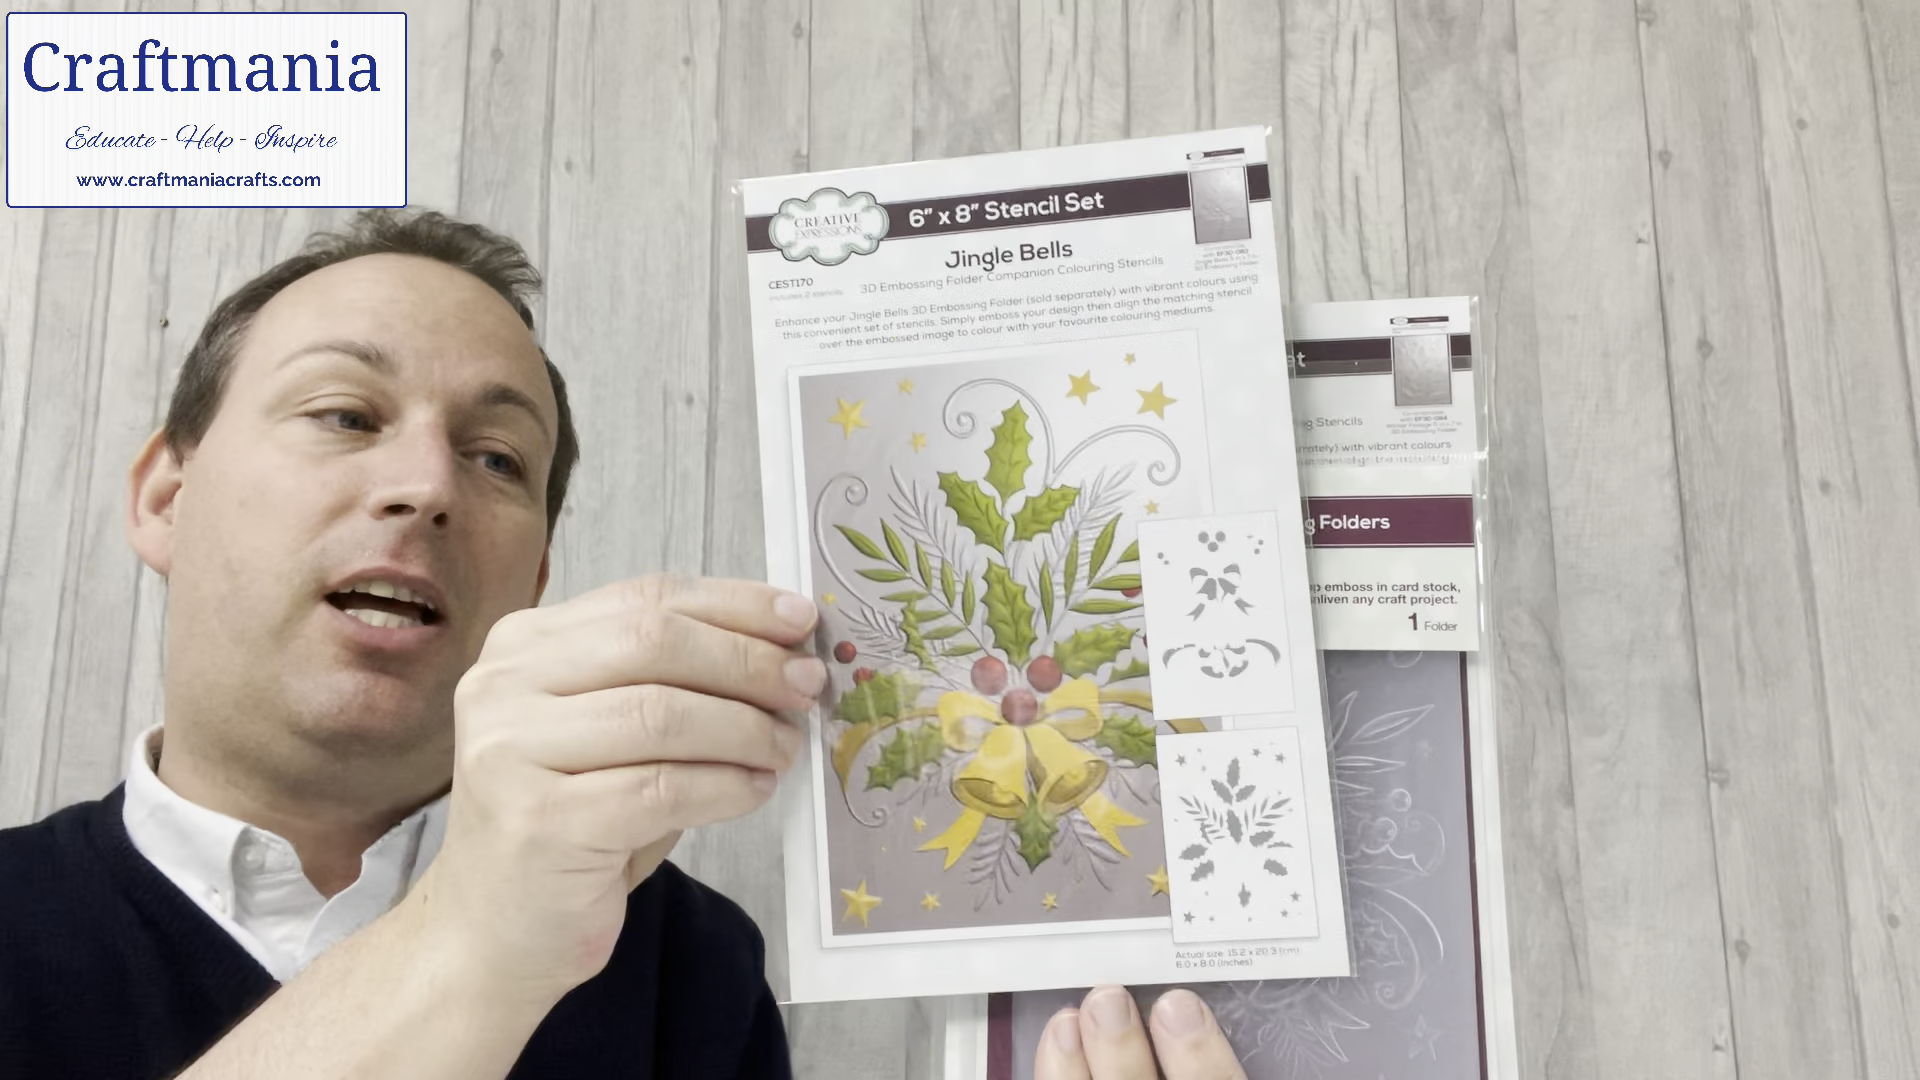 Craftmania
Educate - Help - Inspire
www.craftmaniacrafts.com
CREATIVE
EXPRESSIONS
6" x 8" Stencil Set
Jingle Bells
3D Embossing Folder Companion Colouring Stencils
CEST170
includes 2 stencils
Enhance your Jingle Bells 3D Embossing Folder (sold separately) with vibrant colours using
this convenient set of stencils. Simply emboss your design then align the matching stencil
over the embossed image to colour with your favourite colouring mediums.
Actual size: 15.2 x 20.3 (cm)
6.0 x 8.0 (inches)
et
g Stencils
rately) with vibrant colours
g Folders
p emboss in card stock,
nliven any craft project.
1 Folder